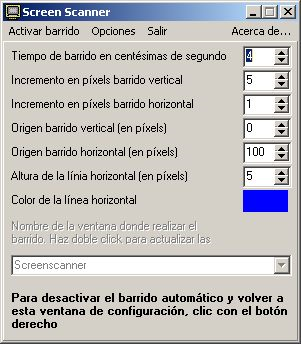 Screen Scanner
Activar barrido Opciones Salir Acerca de...
Tiempo de barrido en centésimas de segundo 4
Incremento en píxels barrido vertical 5
Incremento en píxels barrido horizontal 1
Origen barrido vertical (en píxels) 0
Origen barrido horizontal (en píxels) 100
Altura de la línia horizontal (en píxels) 5
Color de la línea horizontal
Nombre de la ventana donde realizar el
barrido. Haz doble click para actualizar las
Screenscanner
Para desactivar el barrido automático y volver a
esta ventana de configuración, clic con el botón
derecho